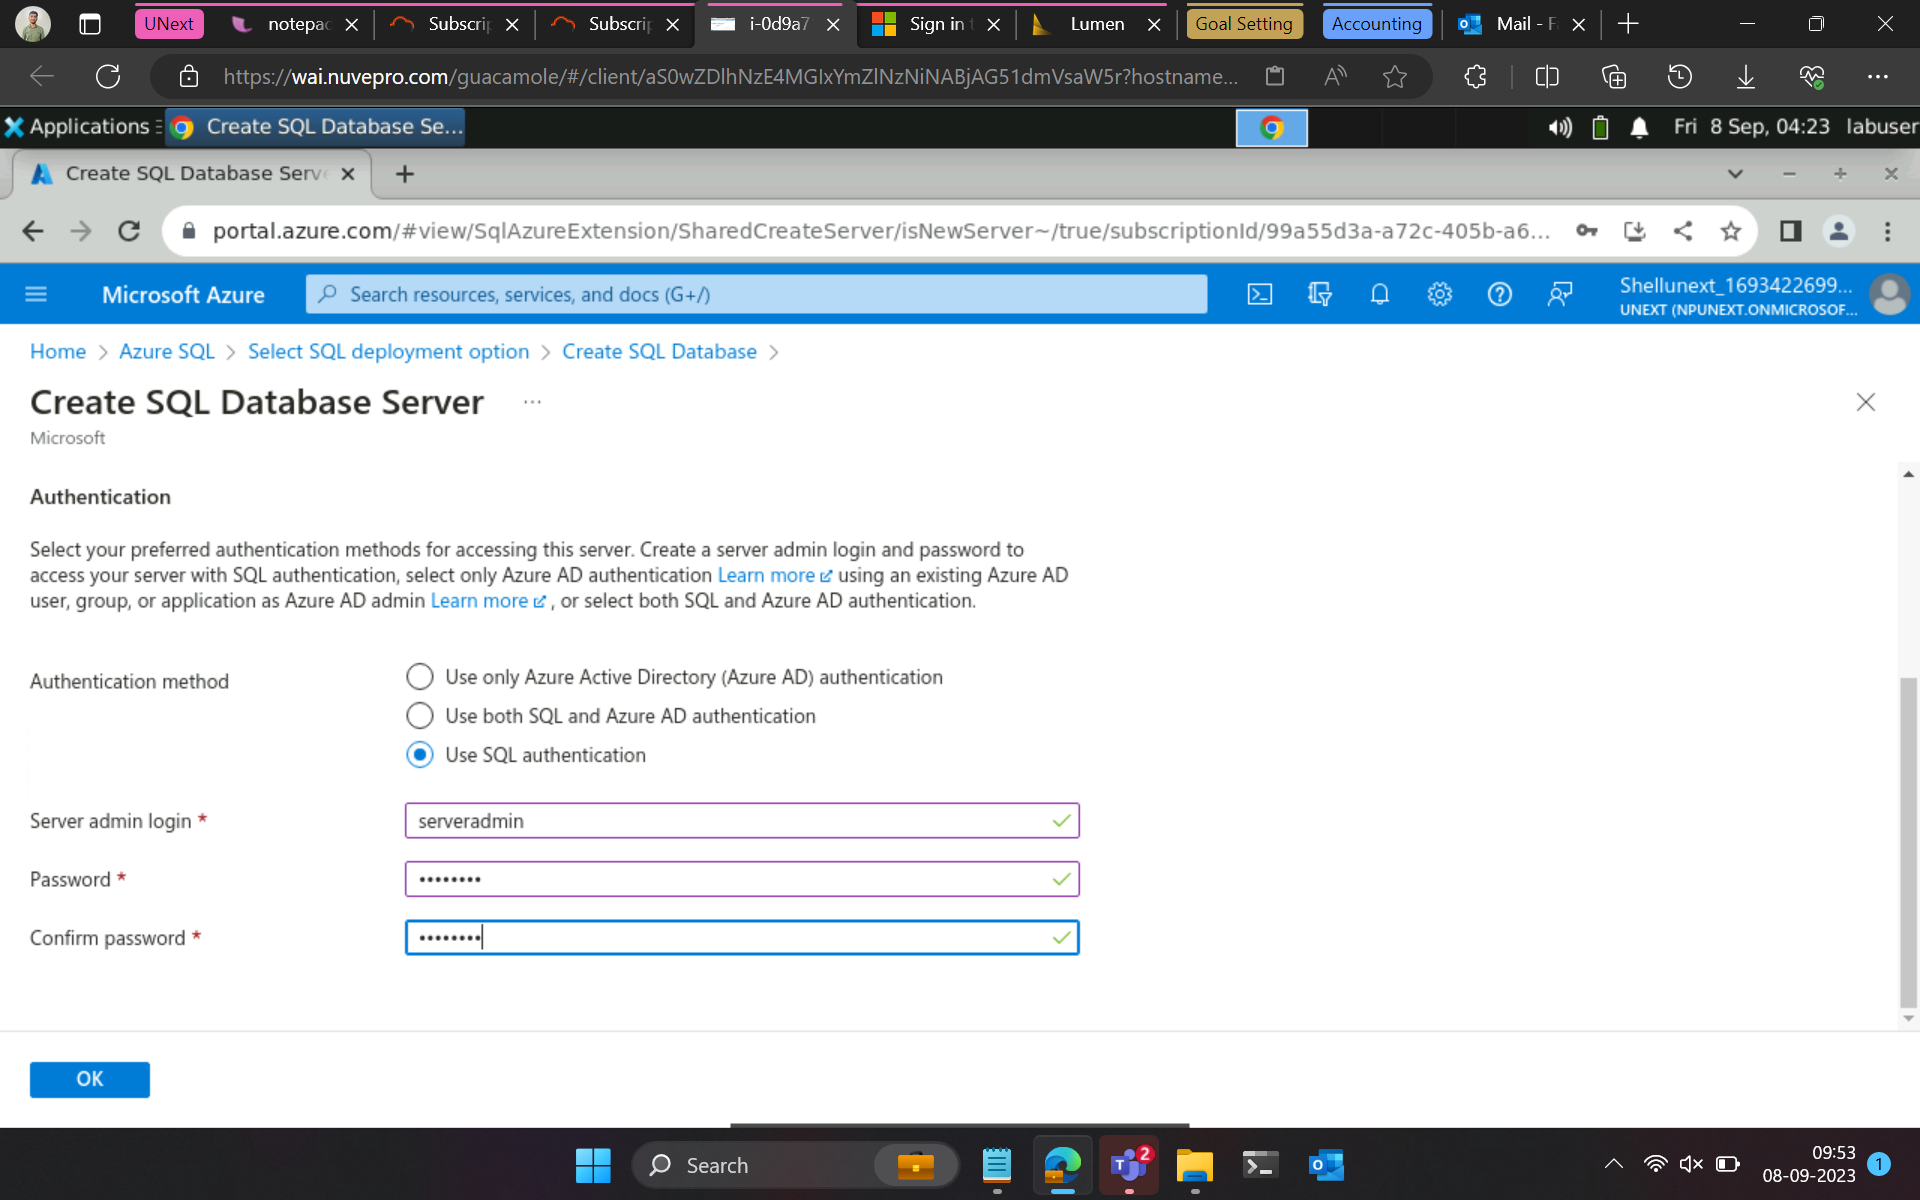 UNext
notepad
Subscrip
Subscrip
i-0d9a7
Sign in t
Lumen
Goal Setting
Accounting
Mail - F
https://wai.nuvepro.com/guacamole/#/client/aS0wZDlhNzE4MGIxYmZlNzNiNABjAG51dmVsaW5r?hostname...
Applications
Create SQL Database Se...
Fri 8 Sep, 04:23
labuser
Create SQL Database Serve
portal.azure.com/#view/SqlAzureExtension/SharedCreateServer/isNewServer~/true/subscriptionId/99a55d3a-a72c-405b-a6...
Microsoft Azure
Search resources, services, and docs (G+/)
Shellunext_1693422699...
UNEXT (NPUNEXT.ONMICROSOF...
Home > Azure SQL > Select SQL deployment option > Create SQL Database >
Create SQL Database Server ...
Microsoft
Authentication
Select your preferred authentication methods for accessing this server. Create a server admin login and password to
access your server with SQL authentication, select only Azure AD authentication Learn more using an existing Azure AD
user, group, or application as Azure AD admin Learn more , or select both SQL and Azure AD authentication.
Authentication method
Use only Azure Active Directory (Azure AD) authentication
Use both SQL and Azure AD authentication
Use SQL authentication
Server admin login *
serveradmin
Password *
••••••••
Confirm password *
••••••••
OK
Search
2
09:53
08-09-2023
1